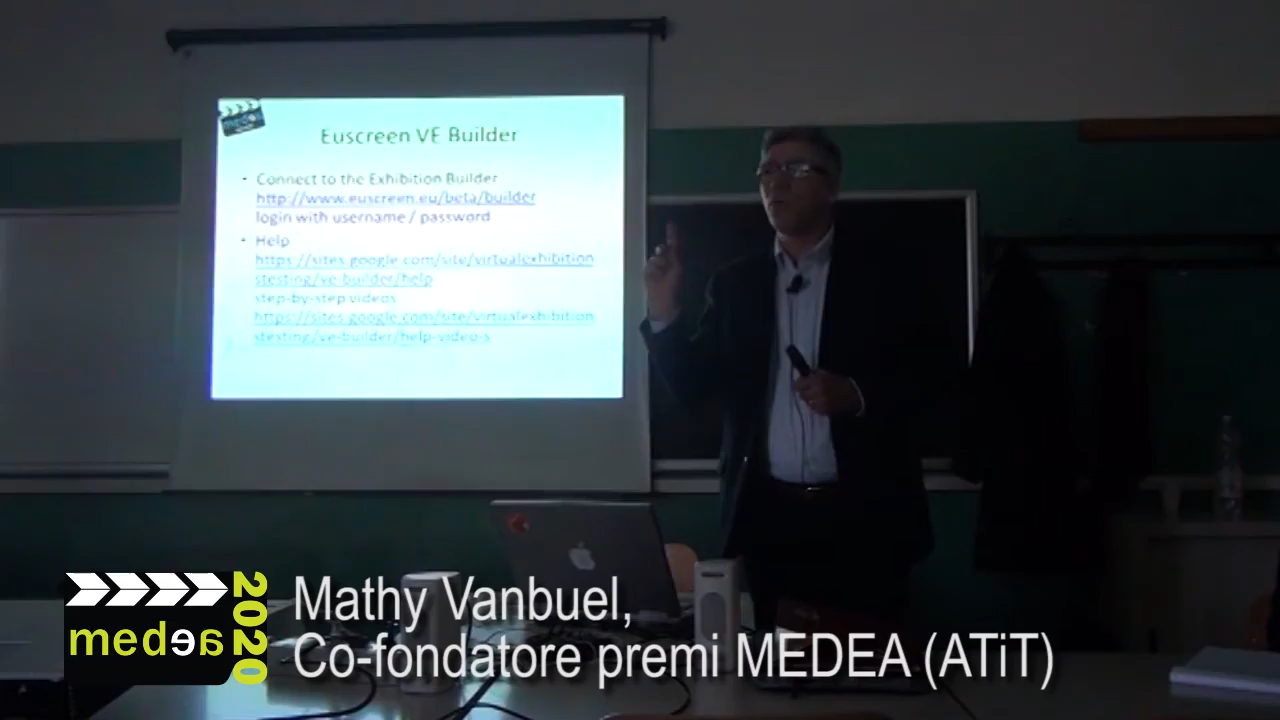 Euscreen VE Builder
• Connect to the Exhibition Builder
http://www.euscreen.eu/beta/builder
login with username / password
• Help
https://sites.google.com/site/virtualexhibition
stesting/ve-builder/help
step-by-step videos
https://sites.google.com/site/virtualexhibition
stesting/ve-builder/help-video-s
medea
2020
Mathy Vanbuel,
Co-fondatore premi MEDEA (ATiT)